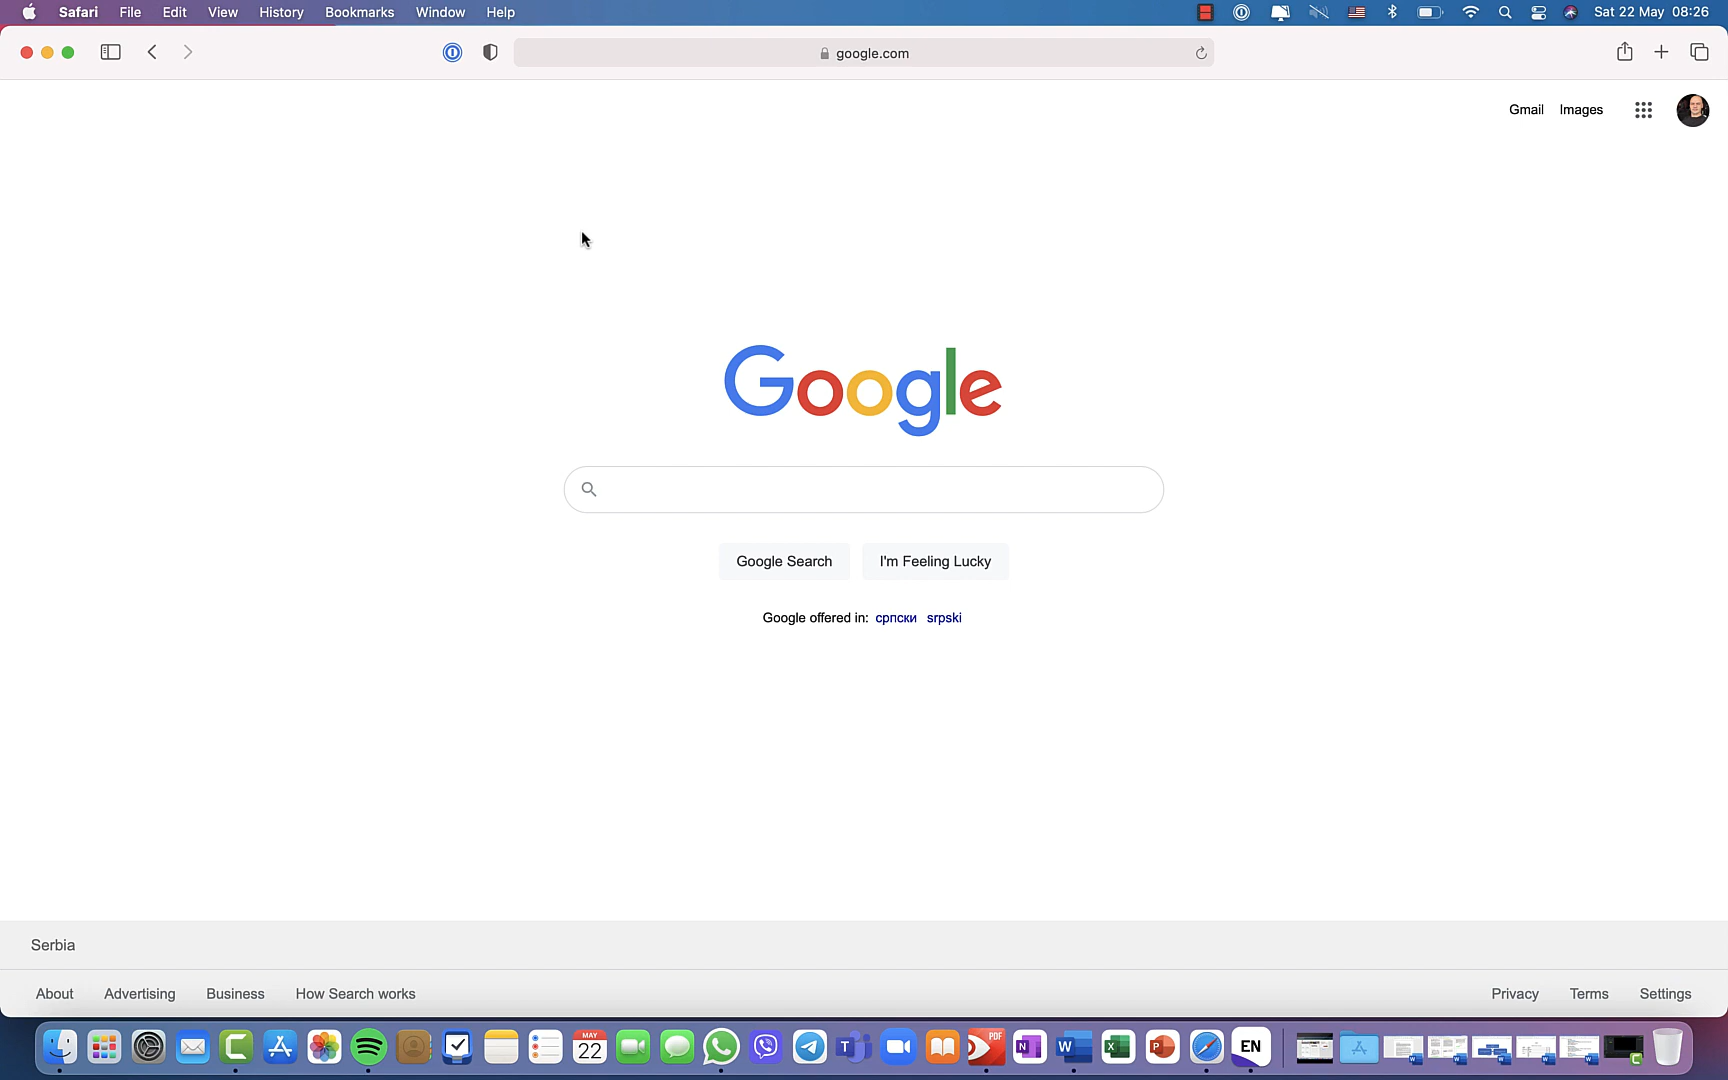 Safari File Edit View History Bookmarks Window Help Sat 22 May 08:26
google.com
Gmail Images
Google
Google Search I'm Feeling Lucky
Google offered in: српски srpski
Serbia
About Advertising Business How Search works Privacy Terms Settings
MAY
22
PDF
N
W
X
P
T
EN